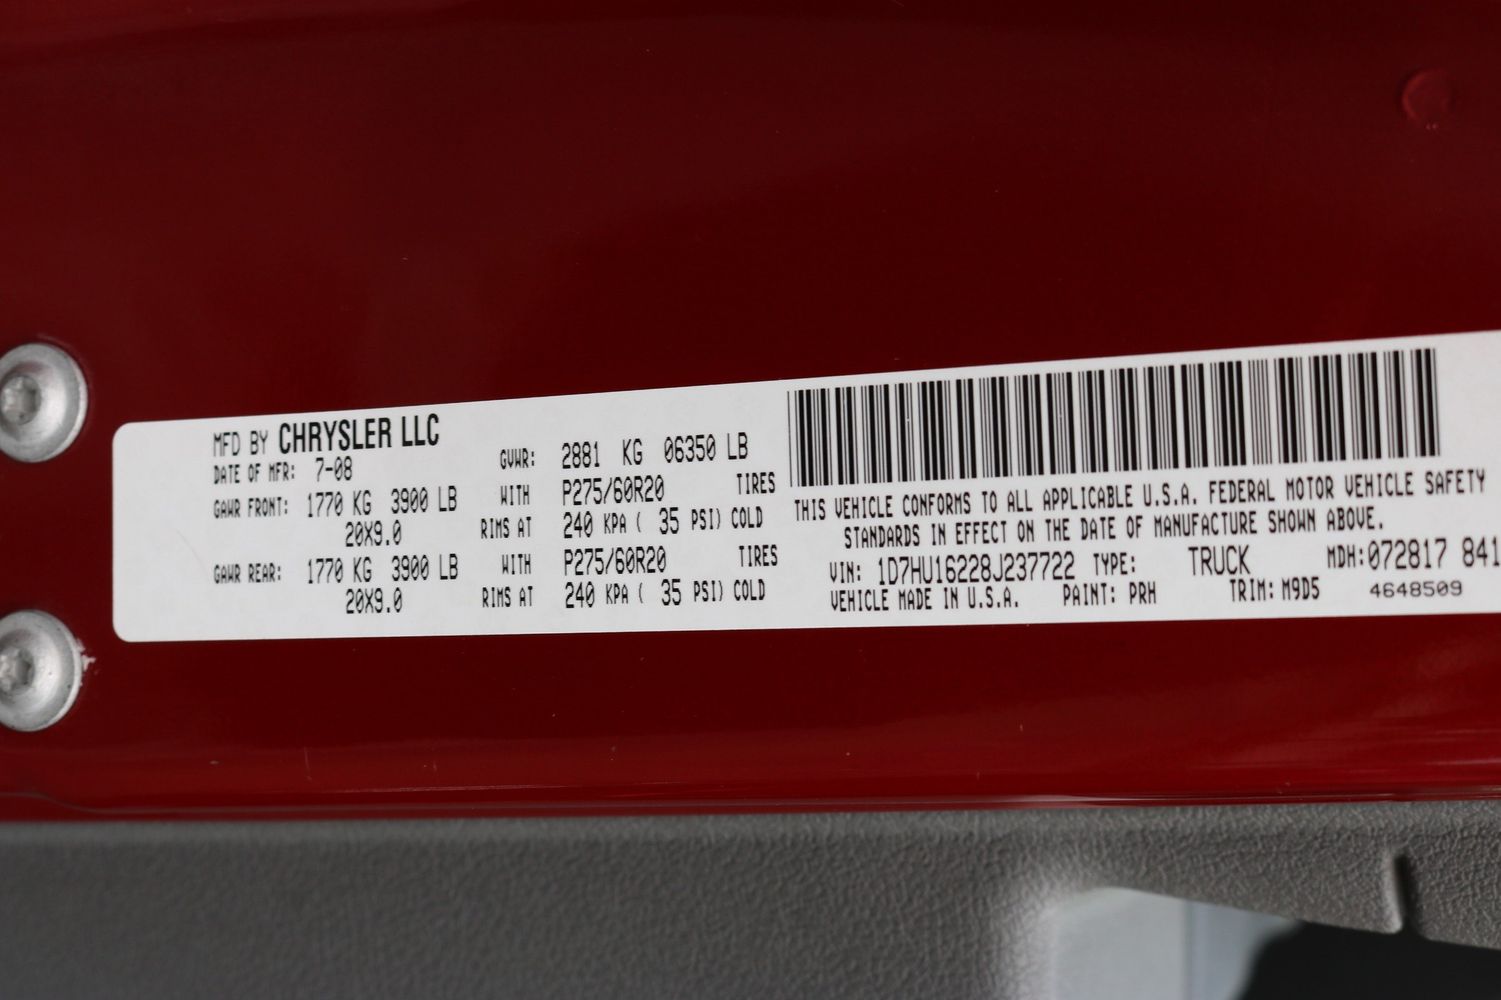 MFD BY CHRYSLER LLC
DATE OF MFR: 7-08 GVWR: 2881 KG 06350 LB
GAWR FRONT: 1770 KG 3900 LB WITH P275/60R20 TIRES
20X9.0 RIMS AT 240 KPA ( 35 PSI) COLD
GAWR REAR: 1770 KG 3900 LB WITH P275/60R20 TIRES
20X9.0 RIMS AT 240 KPA ( 35 PSI) COLD
THIS VEHICLE CONFORMS TO ALL APPLICABLE U.S.A. FEDERAL MOTOR VEHICLE SAFETY
STANDARDS IN EFFECT ON THE DATE OF MANUFACTURE SHOWN ABOVE.
VIN: 1D7HU16228J237722 TYPE: TRUCK MDH: 072817 841
VEHICLE MADE IN U.S.A. PAINT: PRH TRIM: M9D5 4648509